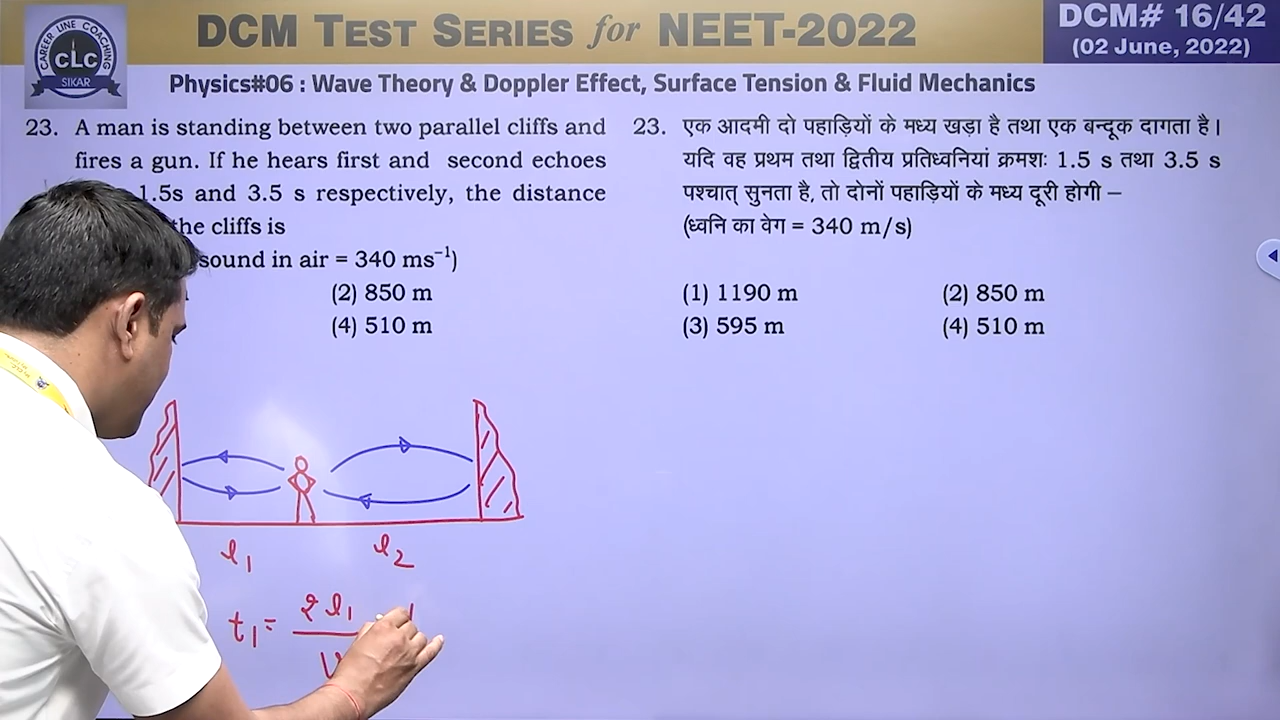 DCM TEST SERIES for NEET-2022
DCM# 16/42
(02 June, 2022)
CAREER LINE COACHING
CLC
SIKAR
Physics#06 : Wave Theory & Doppler Effect, Surface Tension & Fluid Mechanics
23. A man is standing between two parallel cliffs and
fires a gun. If he hears first and second echoes
1.5s and 3.5 s respectively, the distance
the cliffs is
sound in air = 340 ms⁻¹)
(2) 850 m
(4) 510 m
23. एक आदमी दो पहाड़ियों के मध्य खड़ा है तथा एक बन्दूक दागता है।
यदि वह प्रथम तथा द्वितीय प्रतिध्वनियां क्रमशः 1.5 s तथा 3.5 s
पश्चात् सुनता है, तो दोनों पहाड़ियों के मध्य दूरी होगी –
(ध्वनि का वेग = 340 m/s)
(1) 1190 m (2) 850 m
(3) 595 m (4) 510 m
l₁ l₂
t₁ = 2l₁